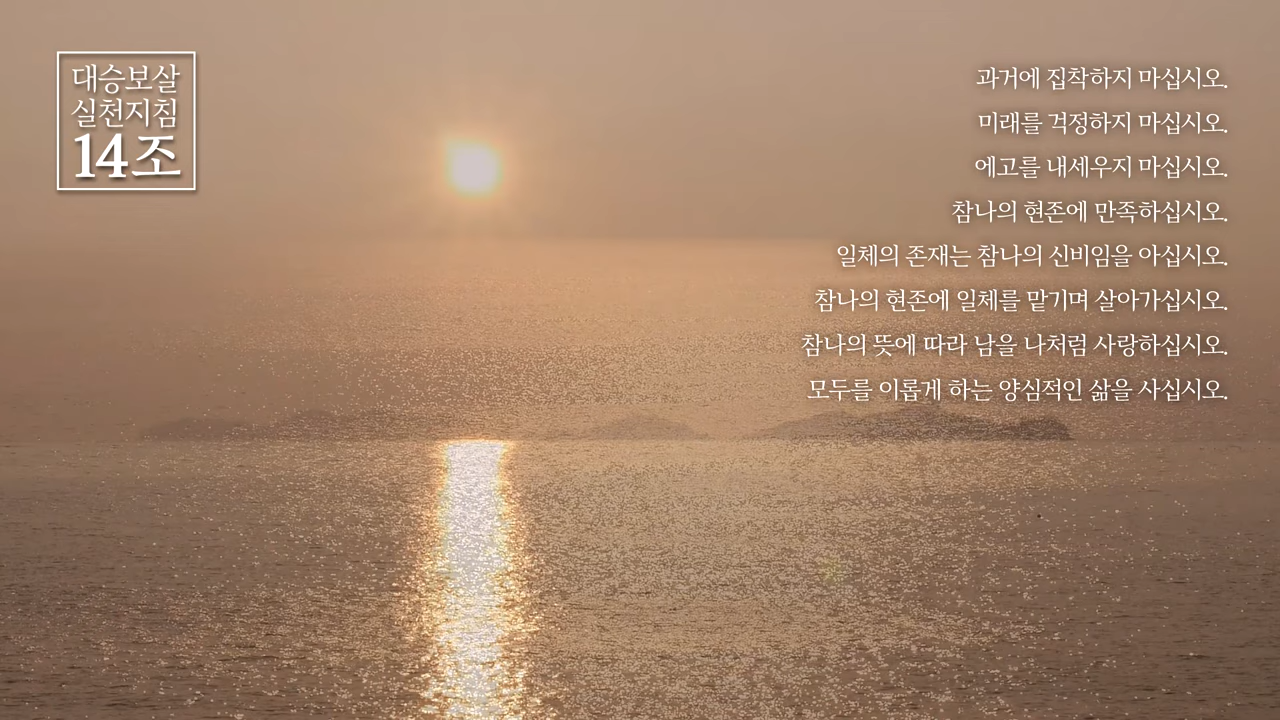 대승보살
실천지침
14조
과거에 집착하지 마십시오.
미래를 걱정하지 마십시오.
에고를 내세우지 마십시오.
참나의 현존에 만족하십시오.
일체의 존재는 참나의 신비임을 아십시오.
참나의 현존에 일체를 맡기며 살아가십시오.
참나의 뜻에 따라 남을 나처럼 사랑하십시오.
모두를 이롭게 하는 양심적인 삶을 사십시오.